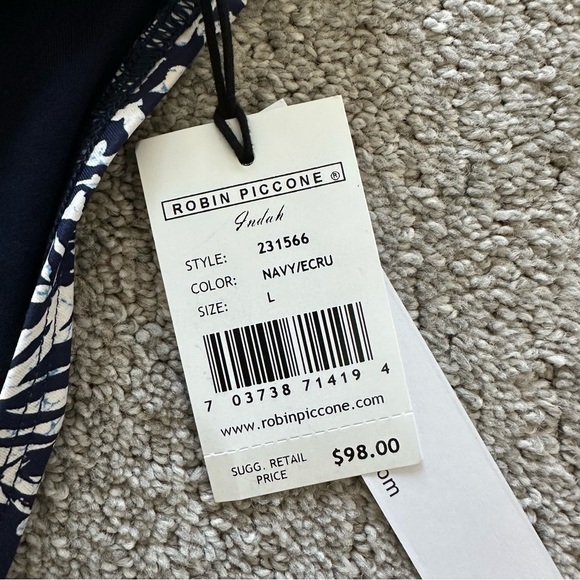 ROBIN PICCONE ®
Indah
STYLE: 231566
COLOR: NAVY/ECRU
SIZE: L
7 03738 71419 4
www.robinpiccone.com
SUGG. RETAIL PRICE $98.00
om